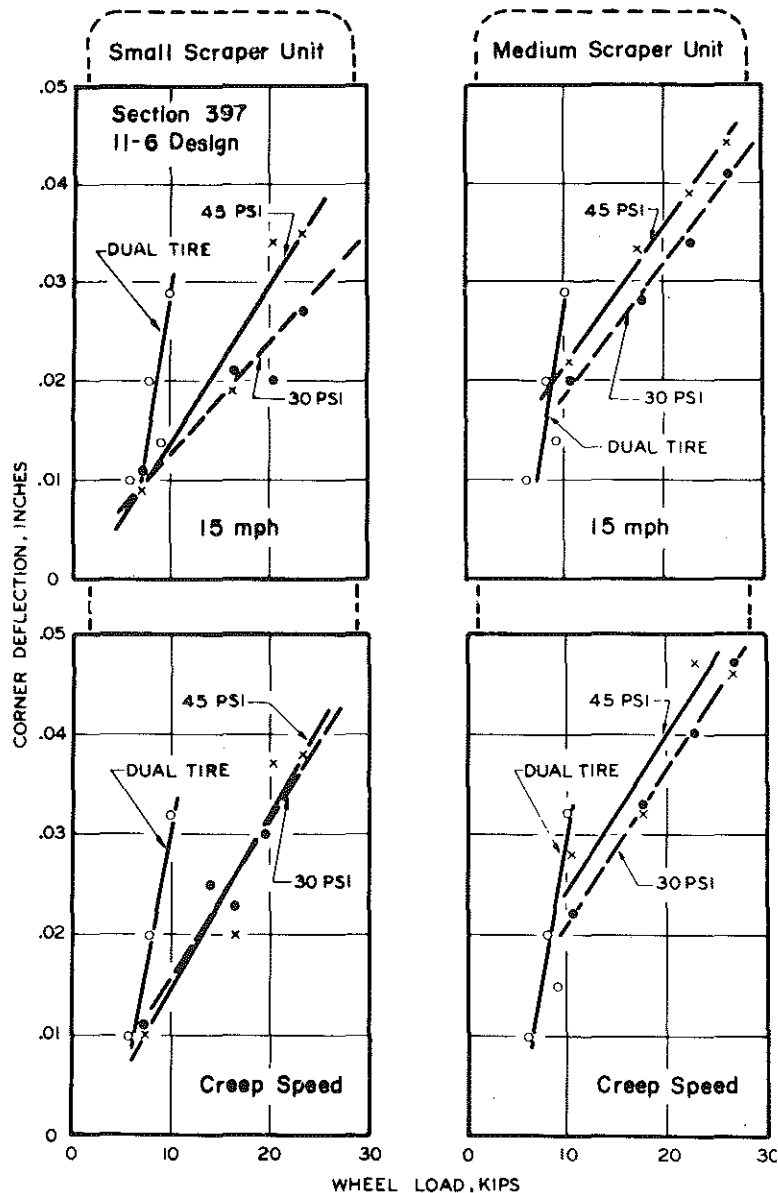 Small Scraper Unit
Medium Scraper Unit
.05
.04
.03
.02
.01
0
Section 397
11-6 Design
45 PSI
DUAL TIRE
30 PSI
15 mph
45 PSI
30 PSI
DUAL TIRE
15 mph
CORNER DEFLECTION, INCHES
.05
.04
.03
.02
.01
0
45 PSI
DUAL TIRE
30 PSI
Creep Speed
45 PSI
DUAL TIRE
30 PSI
Creep Speed
0 10 20 30
0 10 20 30
WHEEL LOAD, KIPS